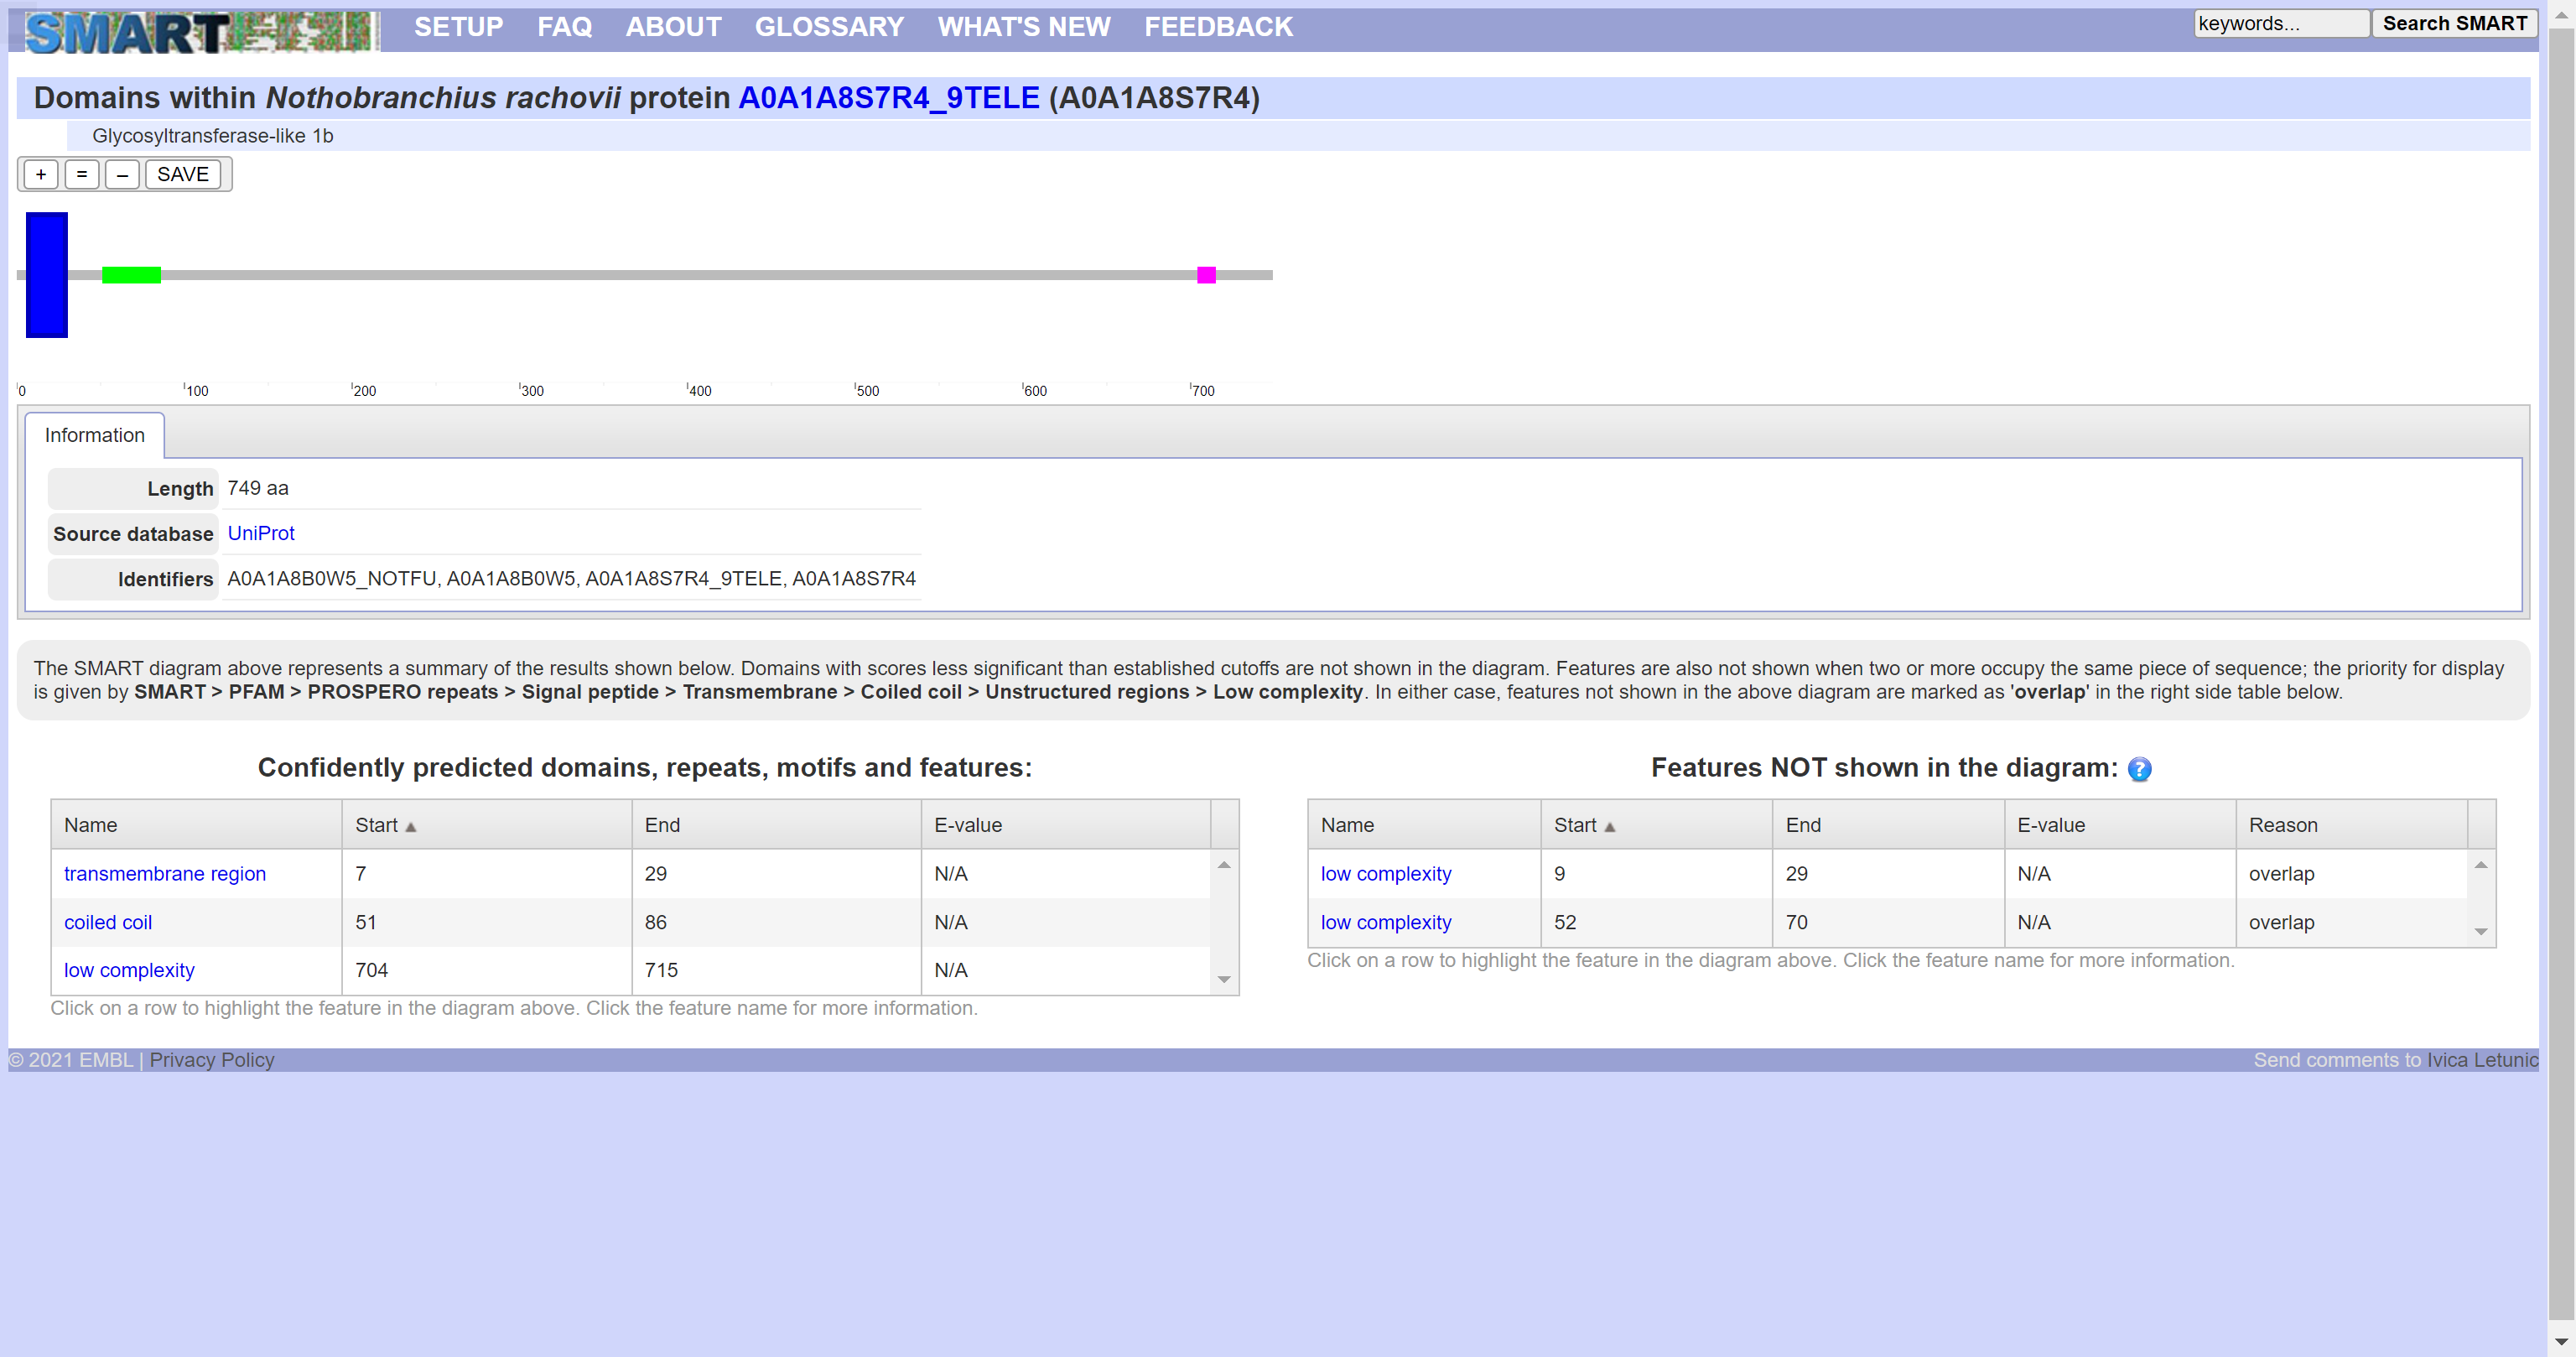 SMART SETUP FAQ ABOUT GLOSSARY WHAT'S NEW FEEDBACK keywords... Search SMART
Domains within Nothobranchius rachovii protein A0A1A8S7R4_9TELE (A0A1A8S7R4)
Glycosyltransferase-like 1b
+ = – SAVE
0 100 200 300 400 500 600 700
Information
Length 749 aa
Source database UniProt
Identifiers A0A1A8B0W5_NOTFU, A0A1A8B0W5, A0A1A8S7R4_9TELE, A0A1A8S7R4
The SMART diagram above represents a summary of the results shown below. Domains with scores less significant than established cutoffs are not shown in the diagram. Features are also not shown when two or more occupy the same piece of sequence; the priority for display
is given by SMART > PFAM > PROSPERO repeats > Signal peptide > Transmembrane > Coiled coil > Unstructured regions > Low complexity. In either case, features not shown in the above diagram are marked as 'overlap' in the right side table below.
Confidently predicted domains, repeats, motifs and features:
Name Start End E-value
transmembrane region 7 29 N/A
coiled coil 51 86 N/A
low complexity 704 715 N/A
Click on a row to highlight the feature in the diagram above. Click the feature name for more information.
Features NOT shown in the diagram: ?
Name Start End E-value Reason
low complexity 9 29 N/A overlap
low complexity 52 70 N/A overlap
Click on a row to highlight the feature in the diagram above. Click the feature name for more information.
© 2021 EMBL | Privacy Policy Send comments to Ivica Letunic